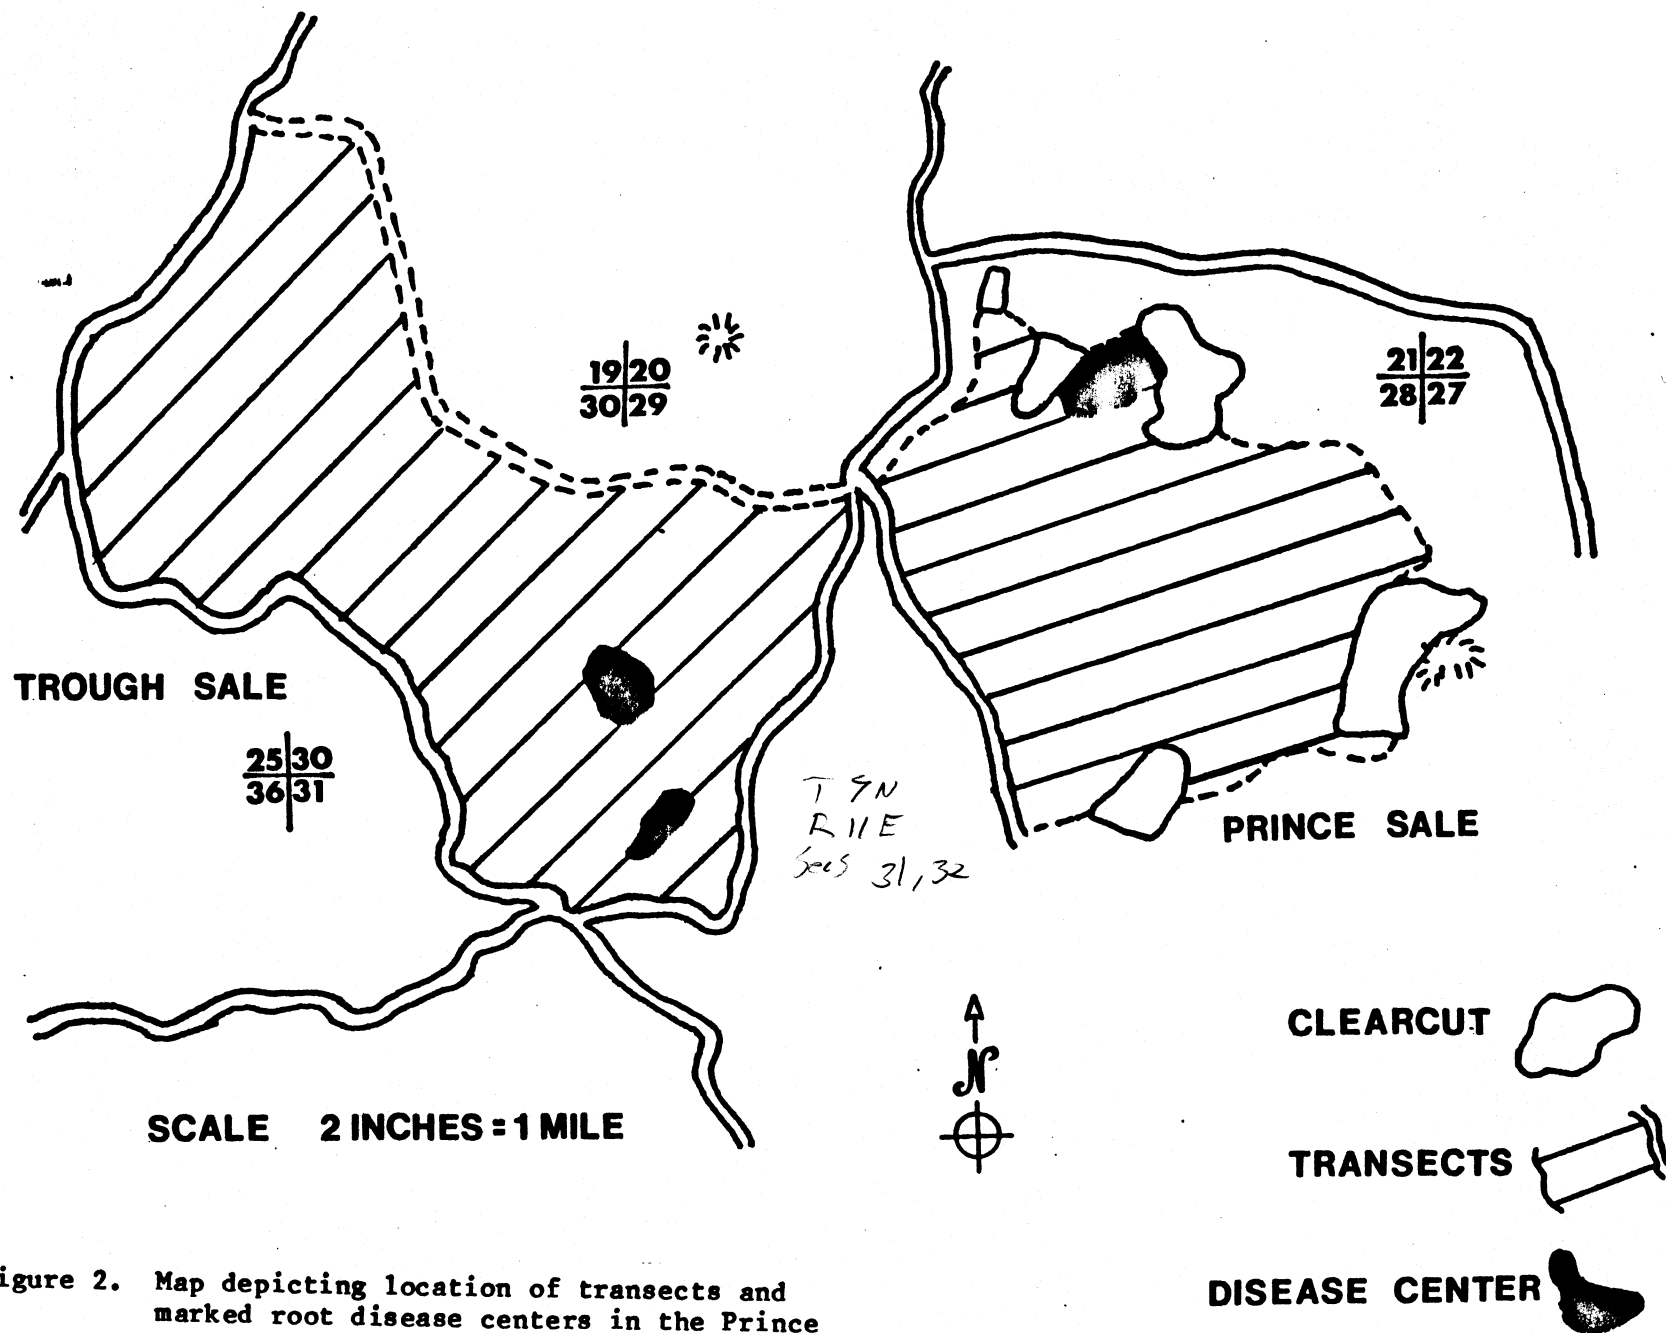 19 20
30 29
21 22
28 27
TROUGH SALE
25 30
36 31
T 9N
R 11E
Secs 31, 32
PRINCE SALE
N
CLEARCUT
SCALE 2 INCHES = 1 MILE
TRANSECTS
DISEASE CENTER
igure 2. Map depicting location of transects and
marked root disease centers in the Prince